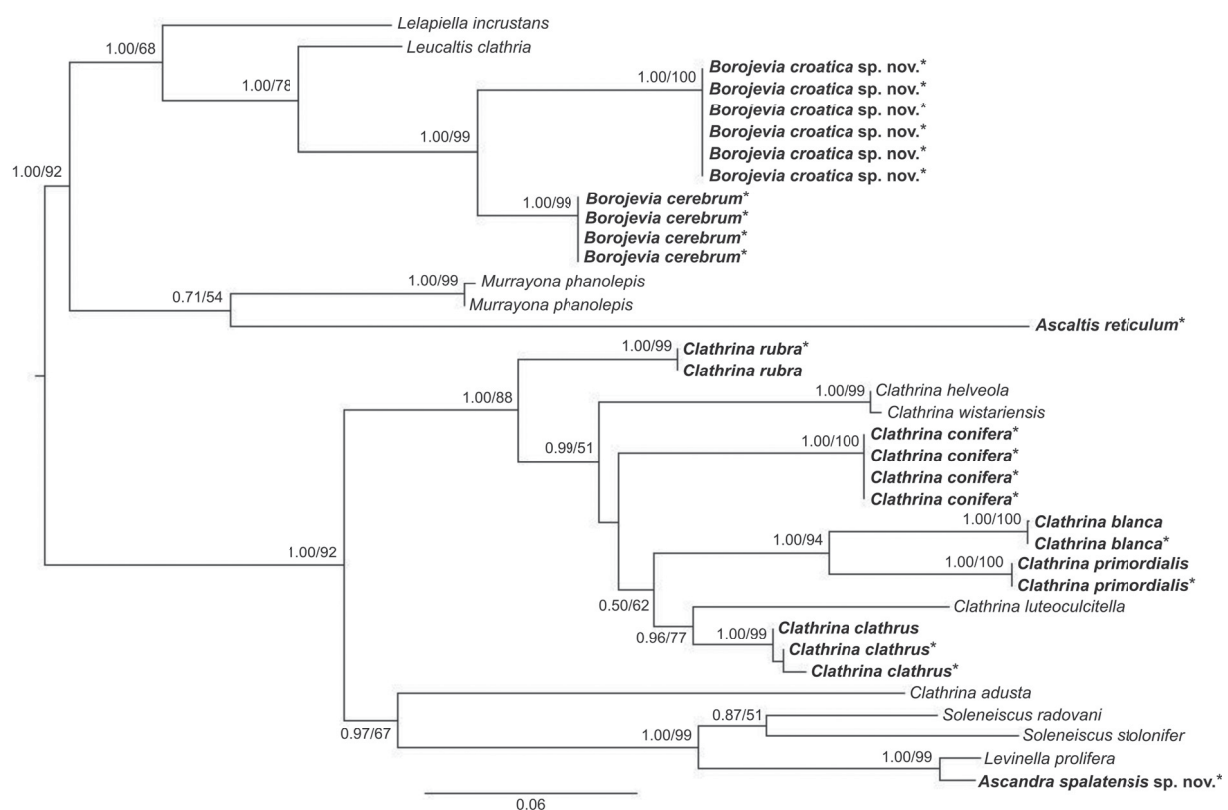 Lelapiella incrustans
1.00/68
Leucaltis clathria
Borojevia croatica sp. nov.*
1.00/100
1.00/78
Borojevia croatica sp. nov.*
Borojevia croatica sp. nov.*
Borojevia croatica sp. nov.*
1.00/99
Borojevia croatica sp. nov.*
1.00/92
Borojevia croatica sp. nov.*
Borojevia cerebrum*
1.00/99
Borojevia cerebrum*
Borojevia cerebrum*
Borojevia cerebrum*
1.00/99
Murrayona phanolepis
0.71/54
Murrayona phanolepis
Ascaltis reticulum*
1.00/99
Clathrina rubra*
Clathrina rubra
1.00/99
Clathrina helveola
1.00/88
Clathrina wistariensis
Clathrina conifera*
1.00/100
0.99/51
Clathrina conifera*
Clathrina conifera*
Clathrina conifera*
1.00/100
Clathrina blanca
1.00/94
Clathrina blanca*
1.00/92
1.00/100
Clathrina primordialis
Clathrina primordialis*
0.50/62
Clathrina luteoculcitella
Clathrina clathrus
0.96/77
1.00/99
Clathrina clathrus*
Clathrina clathrus*
Clathrina adusta
0.87/51
Soleneiscus radovani
0.97/67
1.00/99
Soleneiscus stolonifer
1.00/99
Levinella prolifera
Ascandra spalatensis sp. nov.*
0.06